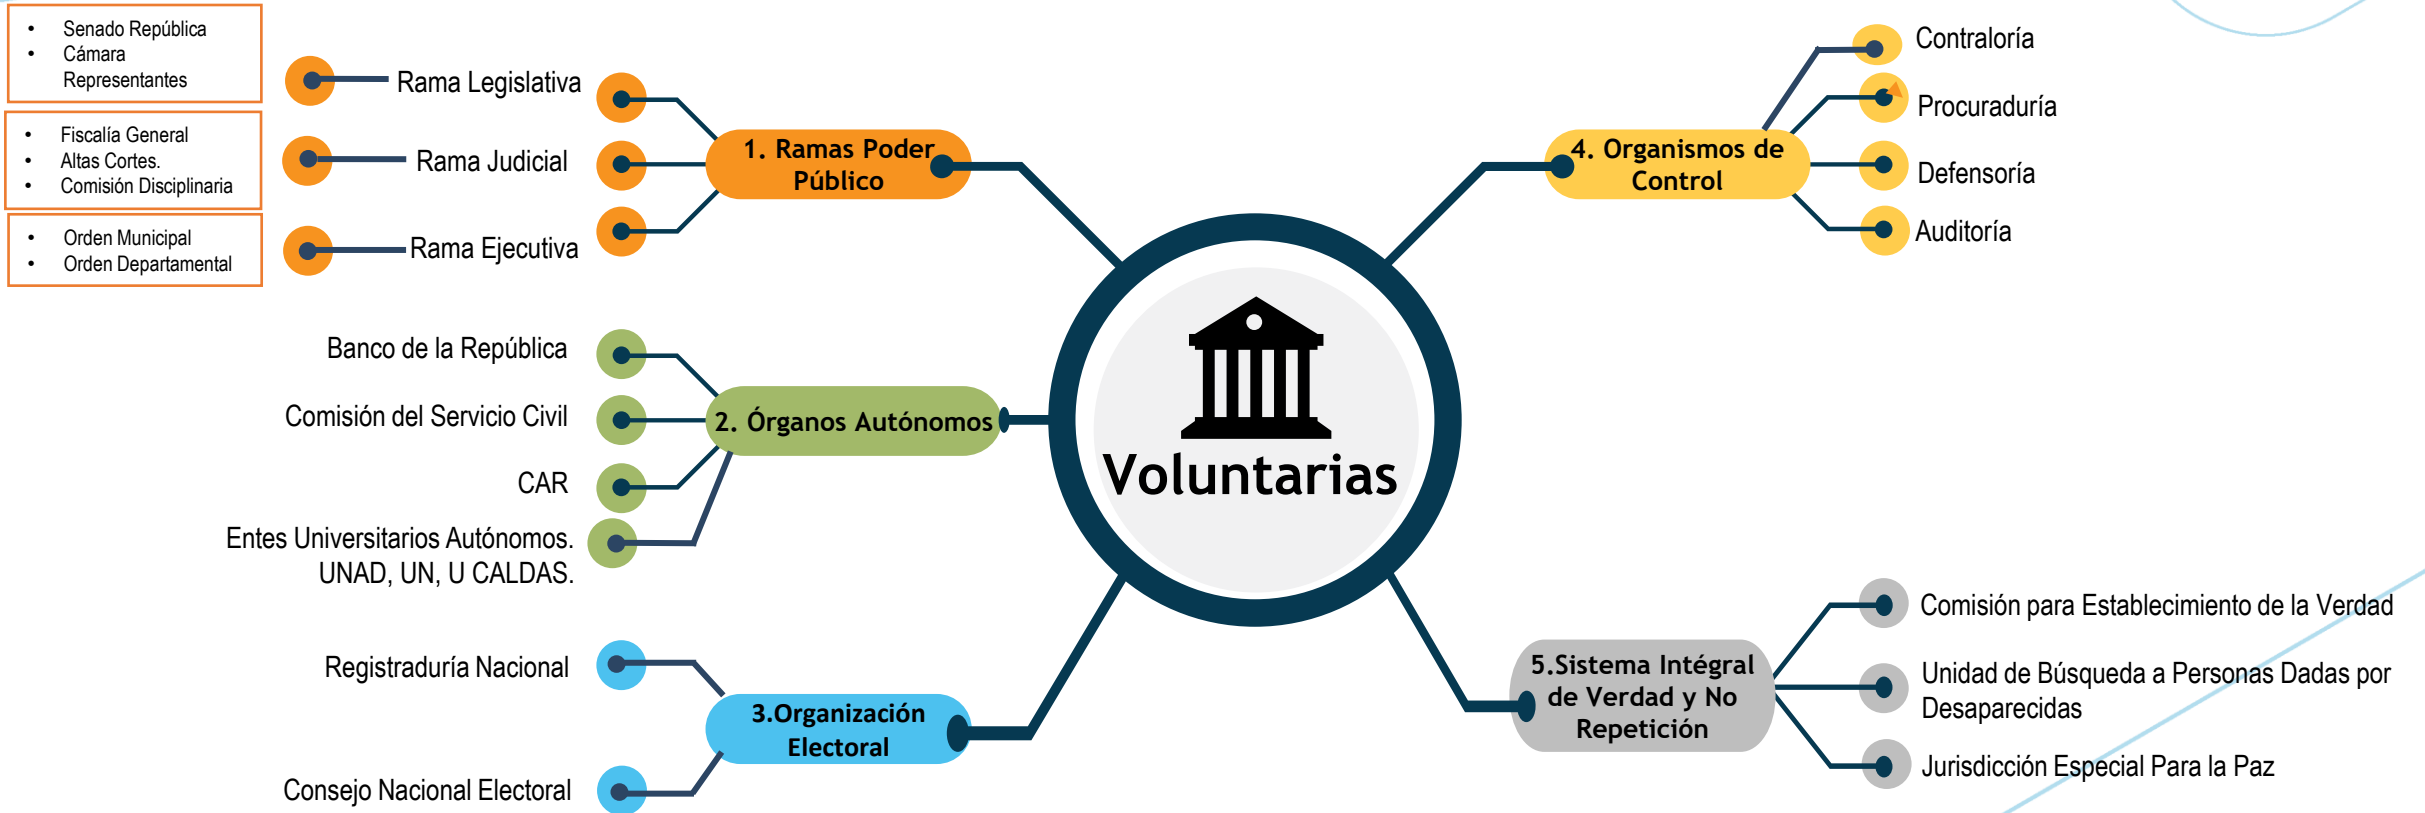 • Senado República
• Cámara
Representantes
• Fiscalía General
• Altas Cortes.
• Comisión Disciplinaria
• Orden Municipal
• Orden Departamental
Rama Legislativa
Rama Judicial
Rama Ejecutiva
1. Ramas Poder
Público
Banco de la República
Comisión del Servicio Civil
CAR
Entes Universitarios Autónomos.
UNAD, UN, U CALDAS.
2. Órganos Autónomos
Registraduría Nacional
Consejo Nacional Electoral
3.Organización
Electoral
Voluntarias
4. Organismos de
Control
Contraloría
Procuraduría
Defensoría
Auditoría
5.Sistema Intégral
de Verdad y No
Repetición
Comisión para Establecimiento de la Verdad
Unidad de Búsqueda a Personas Dadas por
Desaparecidas
Jurisdicción Especial Para la Paz